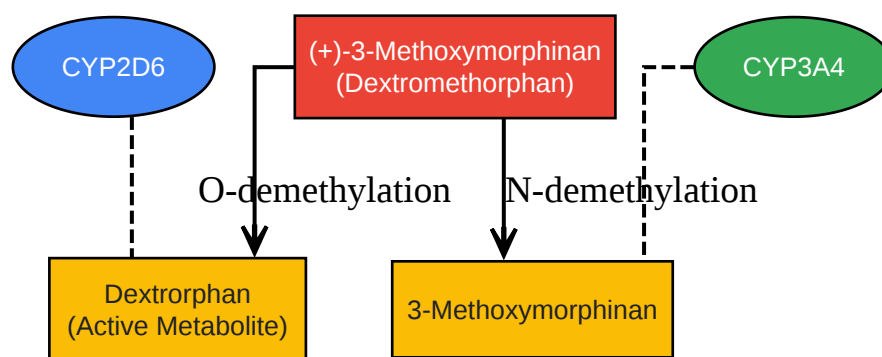 CYP2D6
(+)-3-Methoxymorphinan
(Dextromethorphan)
CYP3A4
O-demethylation
N-demethylation
Dextrorphan
(Active Metabolite)
3-Methoxymorphinan